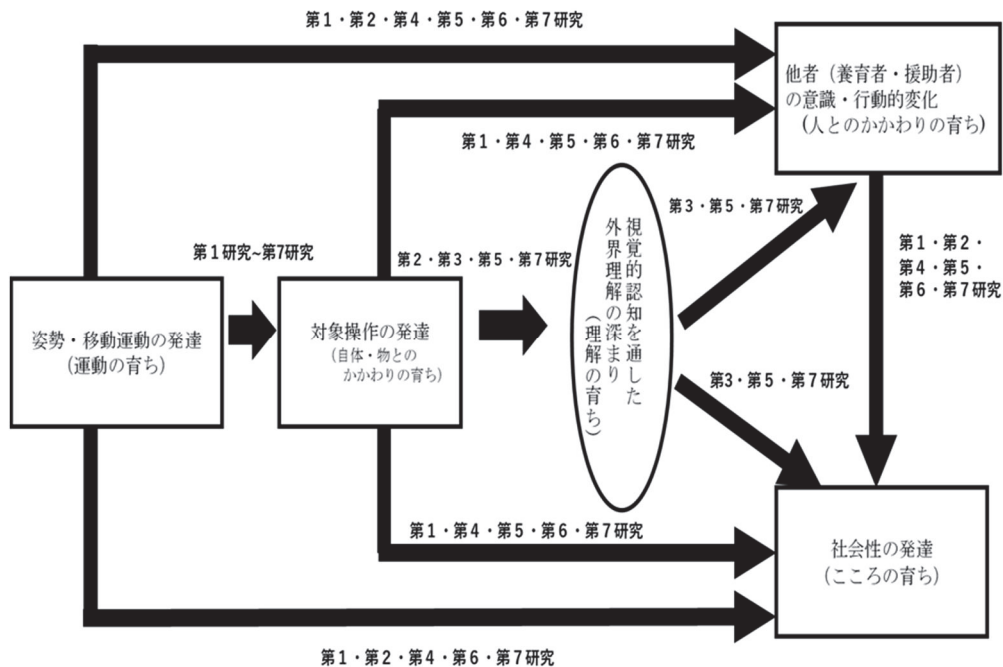 第1・第2・第4・第5・第6・第7研究
他者（養育者・援助者）
の意識・行動的変化
(人とのかかわりの育ち)
第1・第4・第5・第6・第7研究
第3・第5・第7研究
第1研究~第7研究
第2・第3・第5・第7研究
第1・第2・
第4・第5・
第6・第7研究
姿勢・移動運動の発達
(運動の育ち)
対象操作の発達
(自体・物との
かかわりの育ち)
視覚的認知を通した
外界理解の深まり
(理解の育ち)
第3・第5・第7研究
第1・第4・第5・第6・第7研究
社会性の発達
(こころの育ち)
第1・第2・第4・第6・第7研究